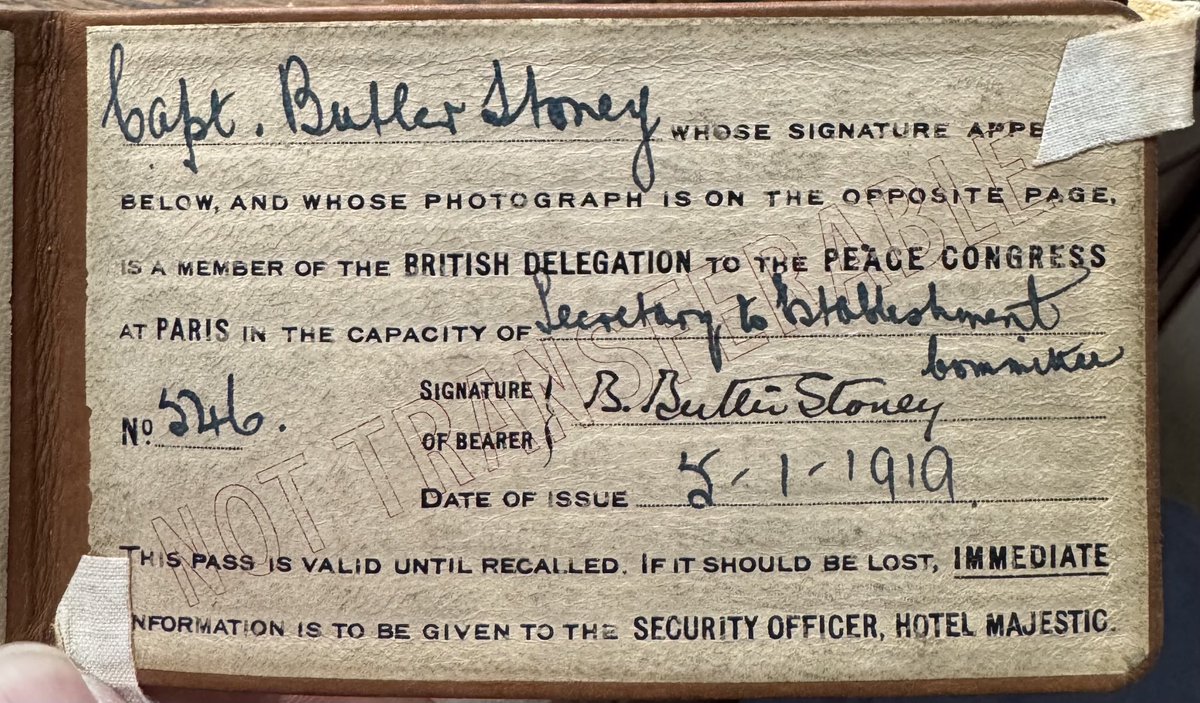 Capt. Butler Stoney WHOSE SIGNATURE APPE
BELOW, AND WHOSE PHOTOGRAPH IS ON THE OPPOSITE PAGE,
IS A MEMBER OF THE BRITISH DELEGATION TO THE PEACE CONGRESS
AT PARIS IN THE CAPACITY OF Secretary to Establishment
Committee
No. 546. SIGNATURE OF BEARER B. Butler Stoney
DATE OF ISSUE 5-1-1919.
THIS PASS IS VALID UNTIL RECALLED. IF IT SHOULD BE LOST, IMMEDIATE
NFORMATION IS TO BE GIVEN TO THE SECURITY OFFICER, HOTEL MAJESTIC.
NOT TRANSFERABLE